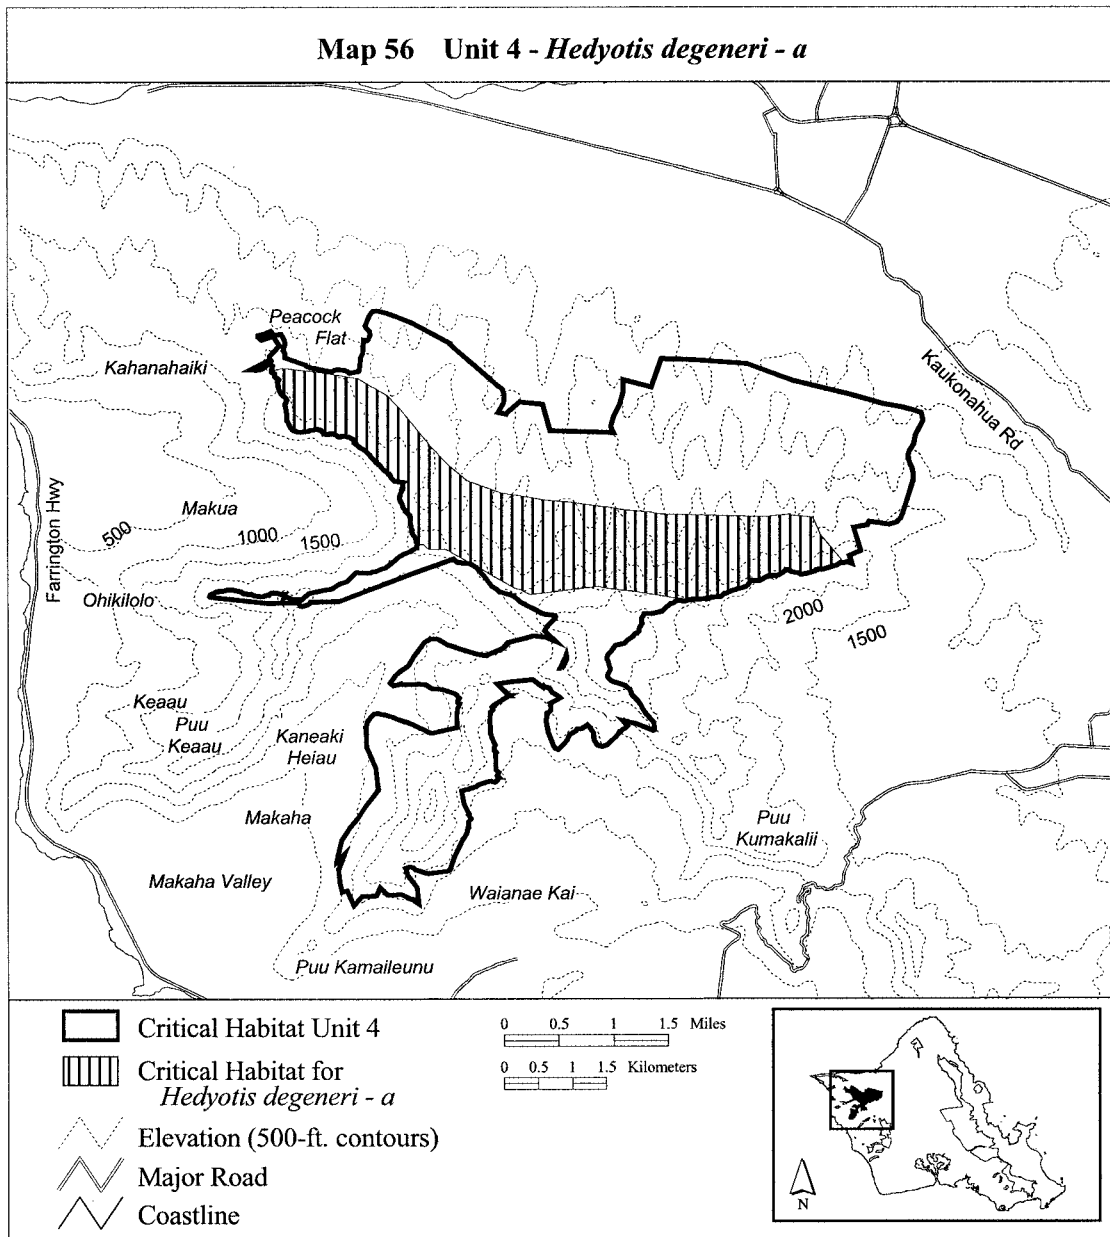 Map 56 Unit 4 - Hedyotis degeneri - a
Peacock
Flat
Kahanahaiki
Kaukonahua Rd
Farrington Hwy
Makua
500
1000
1500
Ohikilolo
2000
1500
Keaau
Puu
Keaau
Kaneaki
Heiau
Makaha
Puu
Kumakalii
Makaha Valley
Waianae Kai
Puu Kamaileunu
Critical Habitat Unit 4
Critical Habitat for
Hedyotis degeneri - a
Elevation (500-ft. contours)
Major Road
Coastline
0 0.5 1 1.5 Miles
0 0.5 1 1.5 Kilometers
N